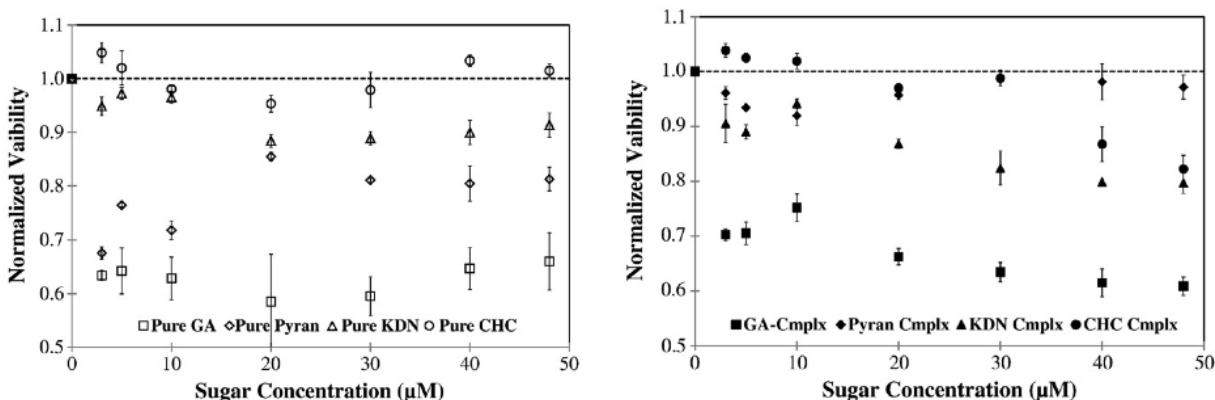 1.1
1.0
0.9
0.8
0.7
0.6
0.5
Normalized Vaibility
□ Pure GA ◇ Pure Pyran △ Pure KDN ○ Pure CHC
0 10 20 30 40 50
Sugar Concentration (µM)
1.1
1.0
0.9
0.8
0.7
0.6
0.5
Normalized Vaibility
■ GA-Cmplx ◆ Pyran Cmplx ▲ KDN Cmplx ● CHC Cmplx
0 10 20 30 40 50
Sugar Concentration (µM)